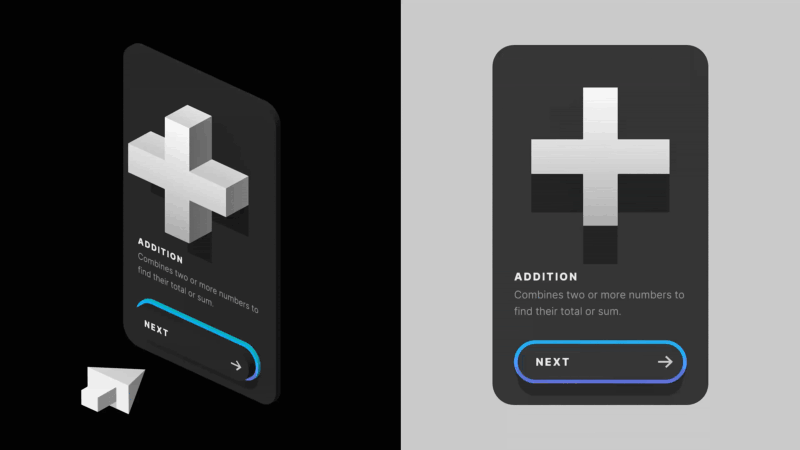 ADDITION
Combines two or more numbers to
find their total or sum.
NEXT
ADDITION
Combines two or more numbers to
find their total or sum.
NEXT